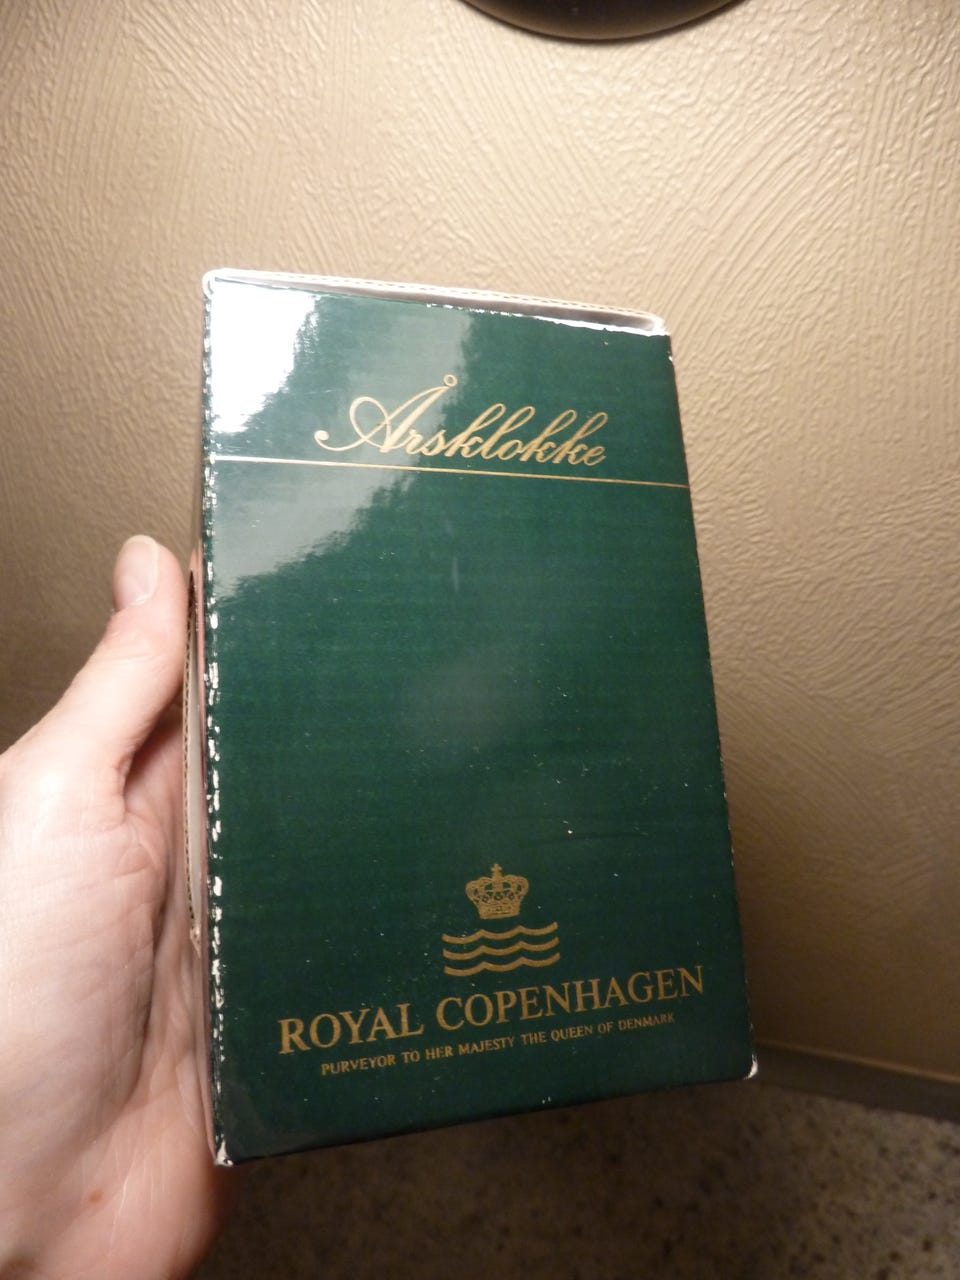 Årsklokke
ROYAL COPENHAGEN
PURVEYOR TO HER MAJESTY THE QUEEN OF DENMARK